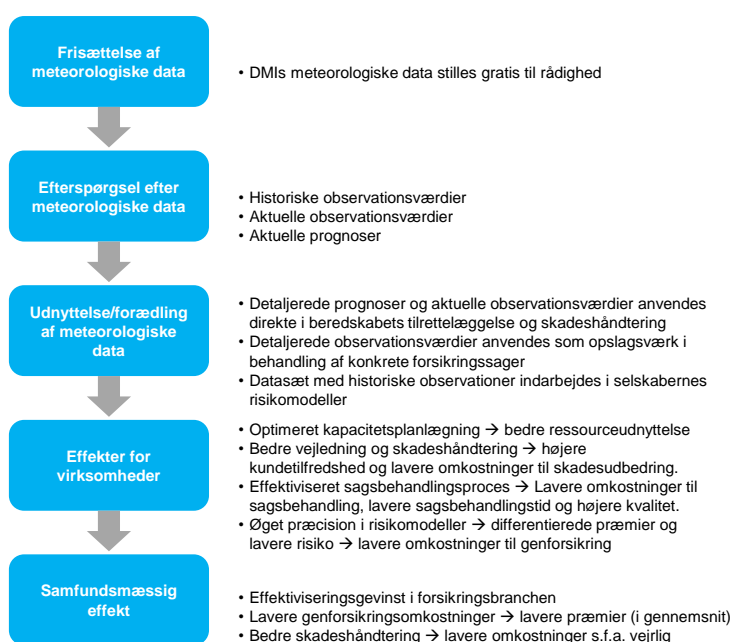 Frisættelse af
meteorologiske data
• DMIs meteorologiske data stilles gratis til rådighed
Efterspørgsel efter
meteorologiske data
• Historiske observationsværdier
• Aktuelle observationsværdier
• Aktuelle prognoser
Udnyttelse/forædling
af meteorologiske
data
• Detaljerede prognoser og aktuelle observationsværdier anvendes
direkte i beredskabets tilrettelæggelse og skadeshåndtering
• Detaljerede observationsværdier anvendes som opslagsværk i
behandling af konkrete forsikringssager
• Datasæt med historiske observationer indarbejdes i selskabernes
risikomodeller
Effekter for
virksomheder
• Optimeret kapacitetsplanlægning → bedre ressourceudnyttelse
• Bedre vejledning og skadeshåndtering → højere
kundetilfredshed og lavere omkostninger til skadesudbedring.
• Effektiviseret sagsbehandlingsproces → Lavere omkostninger til
sagsbehandling, lavere sagsbehandlingstid og højere kvalitet.
• Øget præcision i risikomodeller → differentierede præmier og
lavere risiko → lavere omkostninger til genforsikring
Samfundsmæssig
effekt
• Effektiviseringsgevinst i forsikringsbranchen
• Lavere genforsikringsomkostninger → lavere præmier (i gennemsnit)
• Bedre skadeshåndtering → lavere omkostninger s.f.a. vejrlig